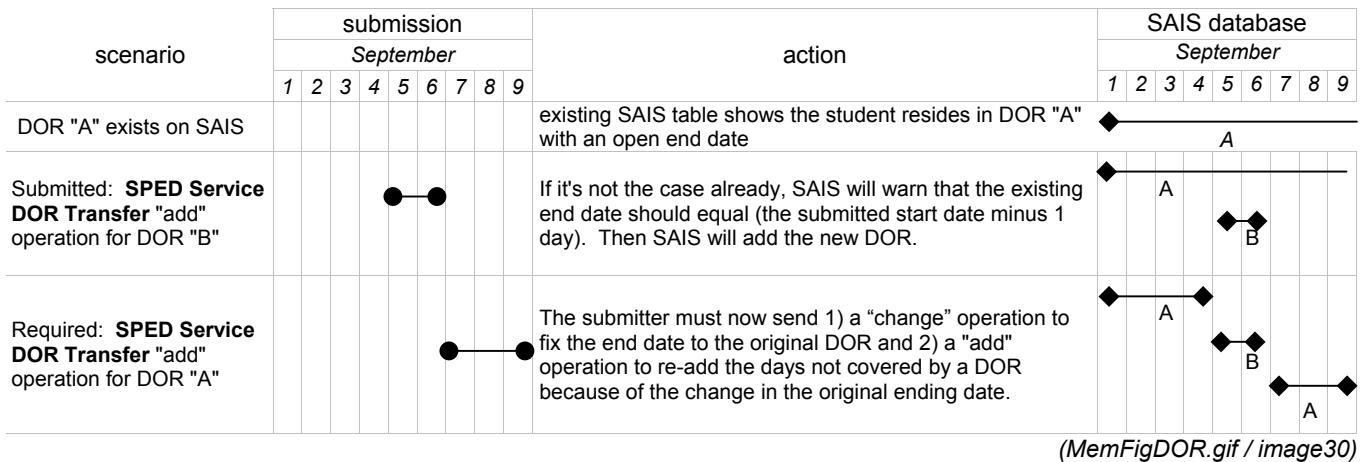 scenario
submission
September
1 2 3 4 5 6 7 8 9
action
SAIS database
September
1 2 3 4 5 6 7 8 9
DOR "A" exists on SAIS
existing SAIS table shows the student resides in DOR "A"
with an open end date
A
Submitted: SPED Service
DOR Transfer "add"
operation for DOR "B"
If it's not the case already, SAIS will warn that the existing
end date should equal (the submitted start date minus 1
day). Then SAIS will add the new DOR.
A
B
Required: SPED Service
DOR Transfer "add"
operation for DOR "A"
The submitter must now send 1) a “change” operation to
fix the end date to the original DOR and 2) a "add"
operation to re-add the days not covered by a DOR
because of the change in the original ending date.
A
B
A
(MemFigDOR.gif / image30)